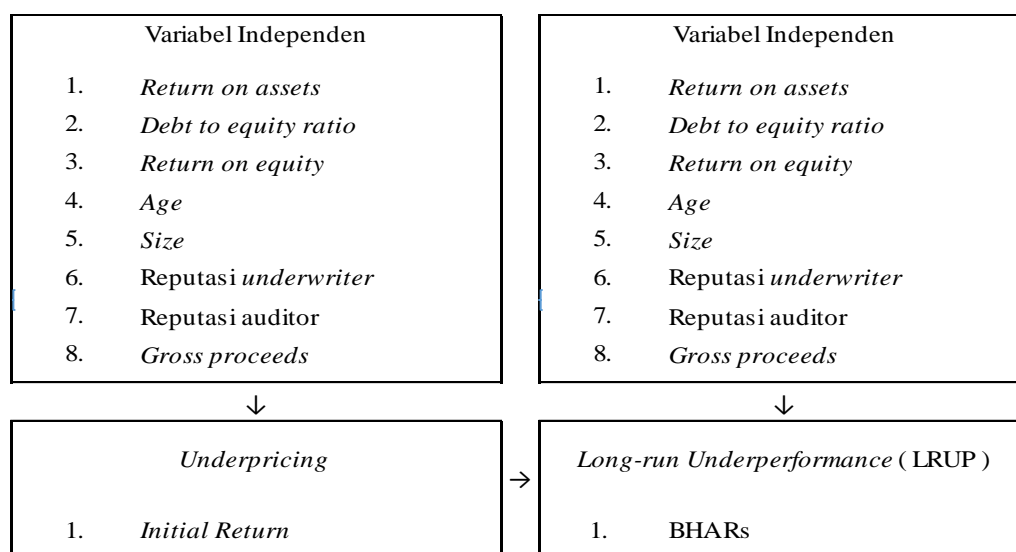 Variabel Independen
1. Return on assets
2. Debt to equity ratio
3. Return on equity
4. Age
5. Size
6. Reputasi underwriter
7. Reputasi auditor
8. Gross proceeds
Variabel Independen
1. Return on assets
2. Debt to equity ratio
3. Return on equity
4. Age
5. Size
6. Reputasi underwriter
7. Reputasi auditor
8. Gross proceeds
↓
↓
Underpricing
1. Initial Return
→
Long-run Underperformance ( LRUP )
1. BHARs